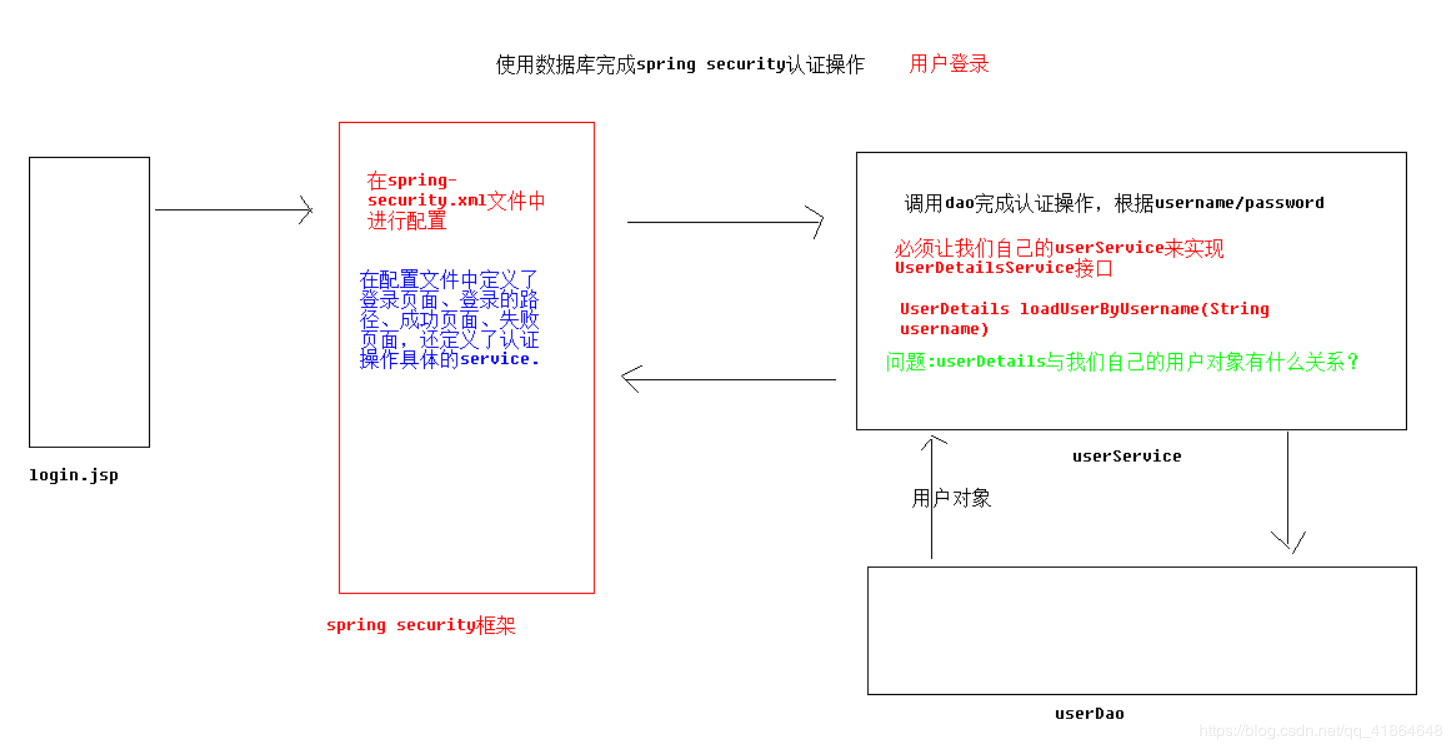 使用数据库完成spring security认证操作 用户登录
在spring-
security.xml文件中
进行配置
在配置文件中定义了
登录页面、登录的路
径、成功页面、失败
页面，还定义了认证
操作具体的service.
调用dao完成认证操作，根据username/password
必须让我们自己的userService来实现
UserDetailsService接口
UserDetails loadUserByUsername(String
username)
问题:userDetails与我们自己的用户对象有什么关系?
login.jsp
userService
用户对象
spring security框架
userDao
https://blog.csdn.net/qq_41864648